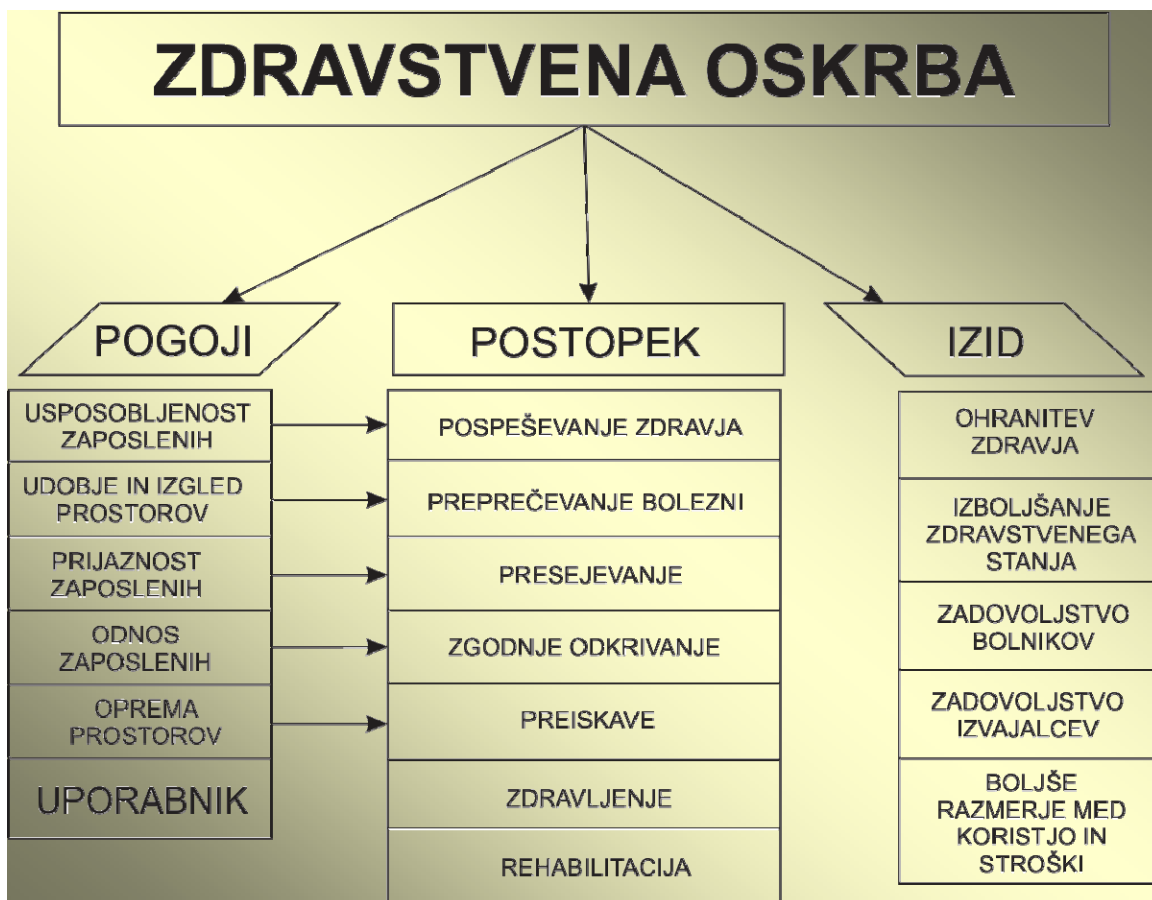 ZDRAVSTVENA OSKRBA
POGOJI
USPOSOBLJENOST
ZAPOSLENIH
UDOBJE IN IZGLED
PROSTOROV
PRIJAZNOST
ZAPOSLENIH
ODNOS
ZAPOSLENIH
OPREMA
PROSTOROV
UPORABNIK
POSTOPEK
POSPEŠEVANJE ZDRAVJA
PREPREČEVANJE BOLEZNI
PRESEJEVANJE
ZGODNJE ODKRIVANJE
PREISKAVE
ZDRAVLJENJE
REHABILITACIJA
IZID
OHRANITEV
ZDRAVJA
IZBOLJŠANJE
ZDRAVSTVENEGA
STANJA
ZADOVOLJSTVO
BOLNIKOV
ZADOVOLJSTVO
IZVAJALCEV
BOLJŠE
RAZMERJE MED
KORISTJO IN
STROŠKI